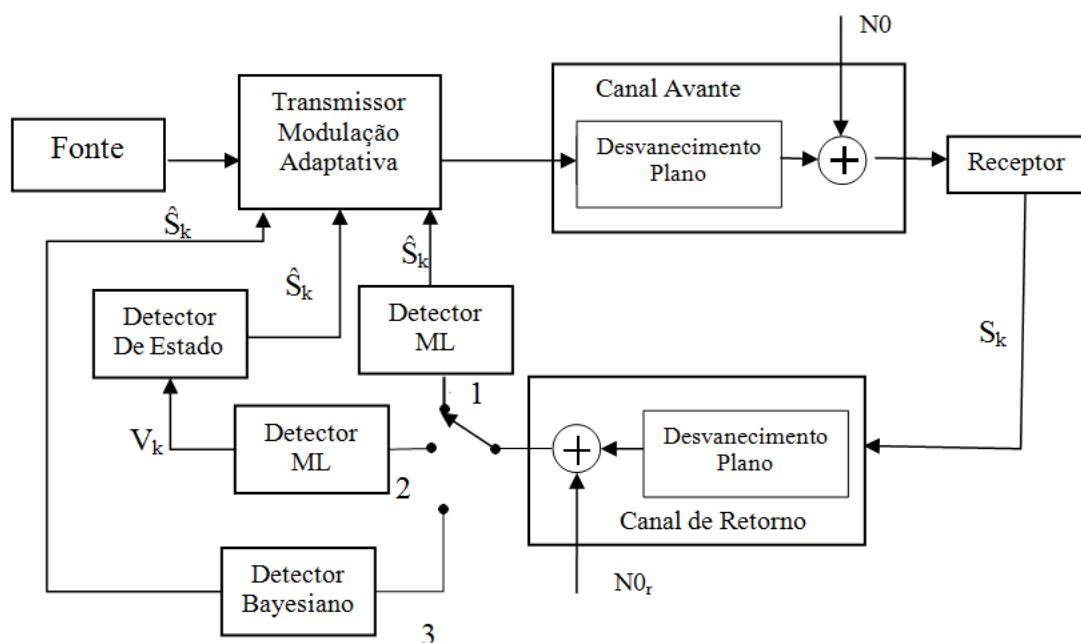 N0
Fonte
Transmissor
Modulação
Adaptativa
Canal Avante
Desvanecimento
Plano
+
Receptor
Ŝk
Ŝk
Ŝk
Detector
De Estado
Detector
ML
1
Sk
Vk
Detector
ML
2
+
Desvanecimento
Plano
Canal de Retorno
Detector
Bayesiano
3
N0r